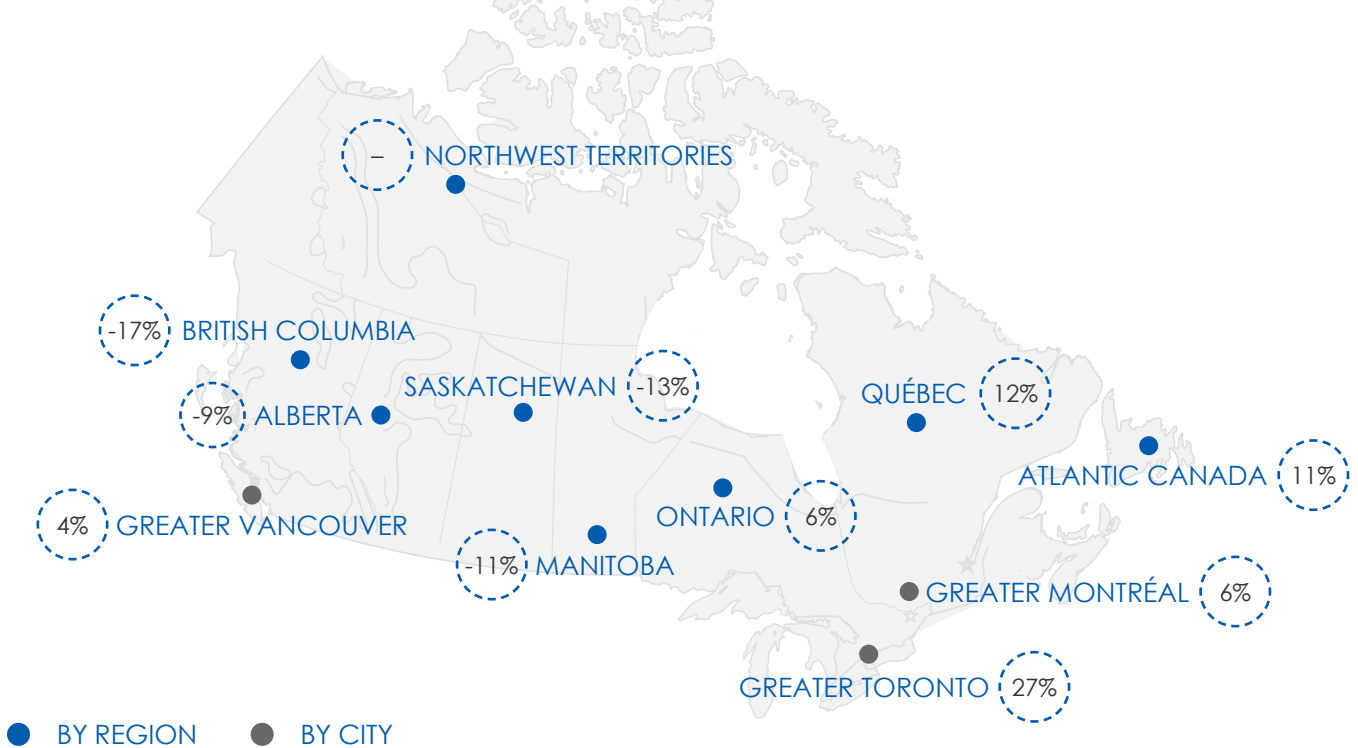 – NORTHWEST TERRITORIES
-17% BRITISH COLUMBIA
SASKATCHEWAN -13%
QUÉBEC 12%
-9% ALBERTA
ATLANTIC CANADA 11%
4% GREATER VANCOUVER
ONTARIO 6%
-11% MANITOBA
GREATER MONTRÉAL 6%
GREATER TORONTO 27%
BY REGION BY CITY